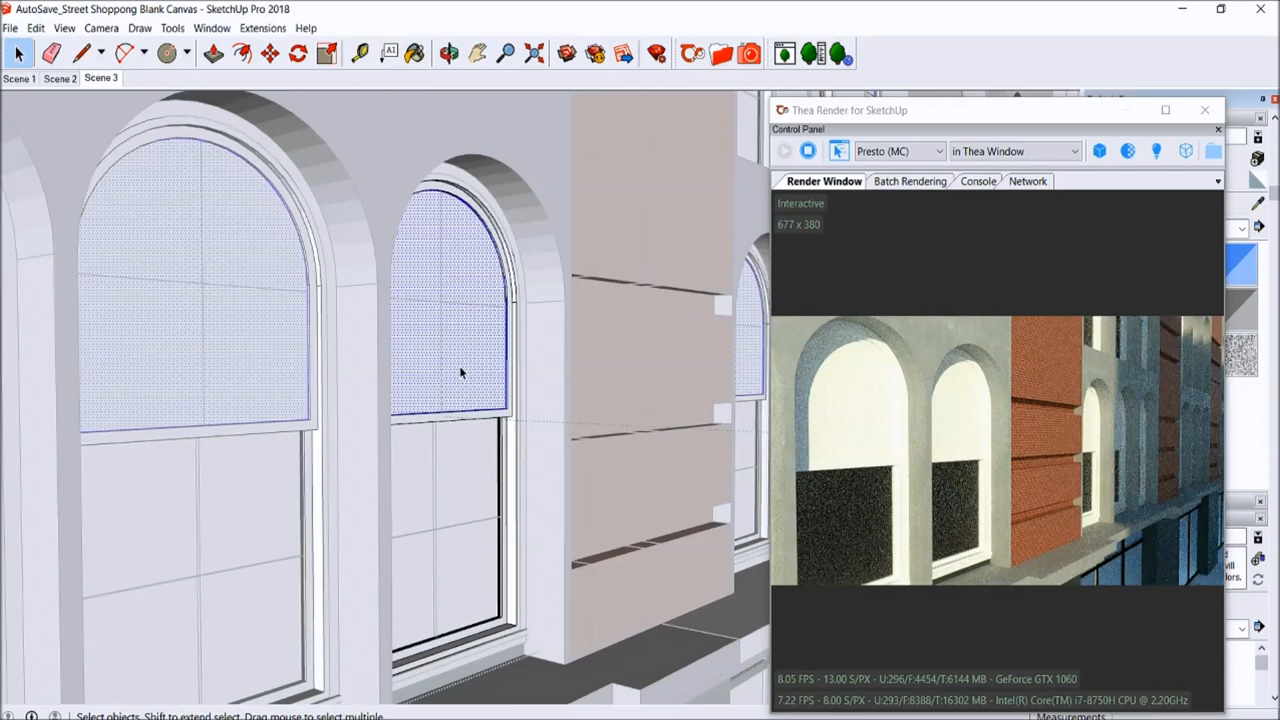 AutoSave_Street Shoppong Blank Canvas - SketchUp Pro 2018
File Edit View Camera Draw Tools Window Extensions Help
A1
Scene 1 Scene 2 Scene 3
Thea Render for SketchUp
Control Panel
Presto (MC) in Thea Window
Render Window Batch Rendering Console Network
Interactive
677 x 380
will
lors.
8.05 FPS - 13.00 S/PX - U:296/F:4454/T:6144 MB - GeForce GTX 1060
7.22 FPS - 8.00 S/PX - U:293/F:8388/T:16302 MB - Intel(R) Core(TM) i7-8750H CPU @ 2.20GHz
Select objects. Shift to extend select. Drag mouse to select multiple.
Measurements